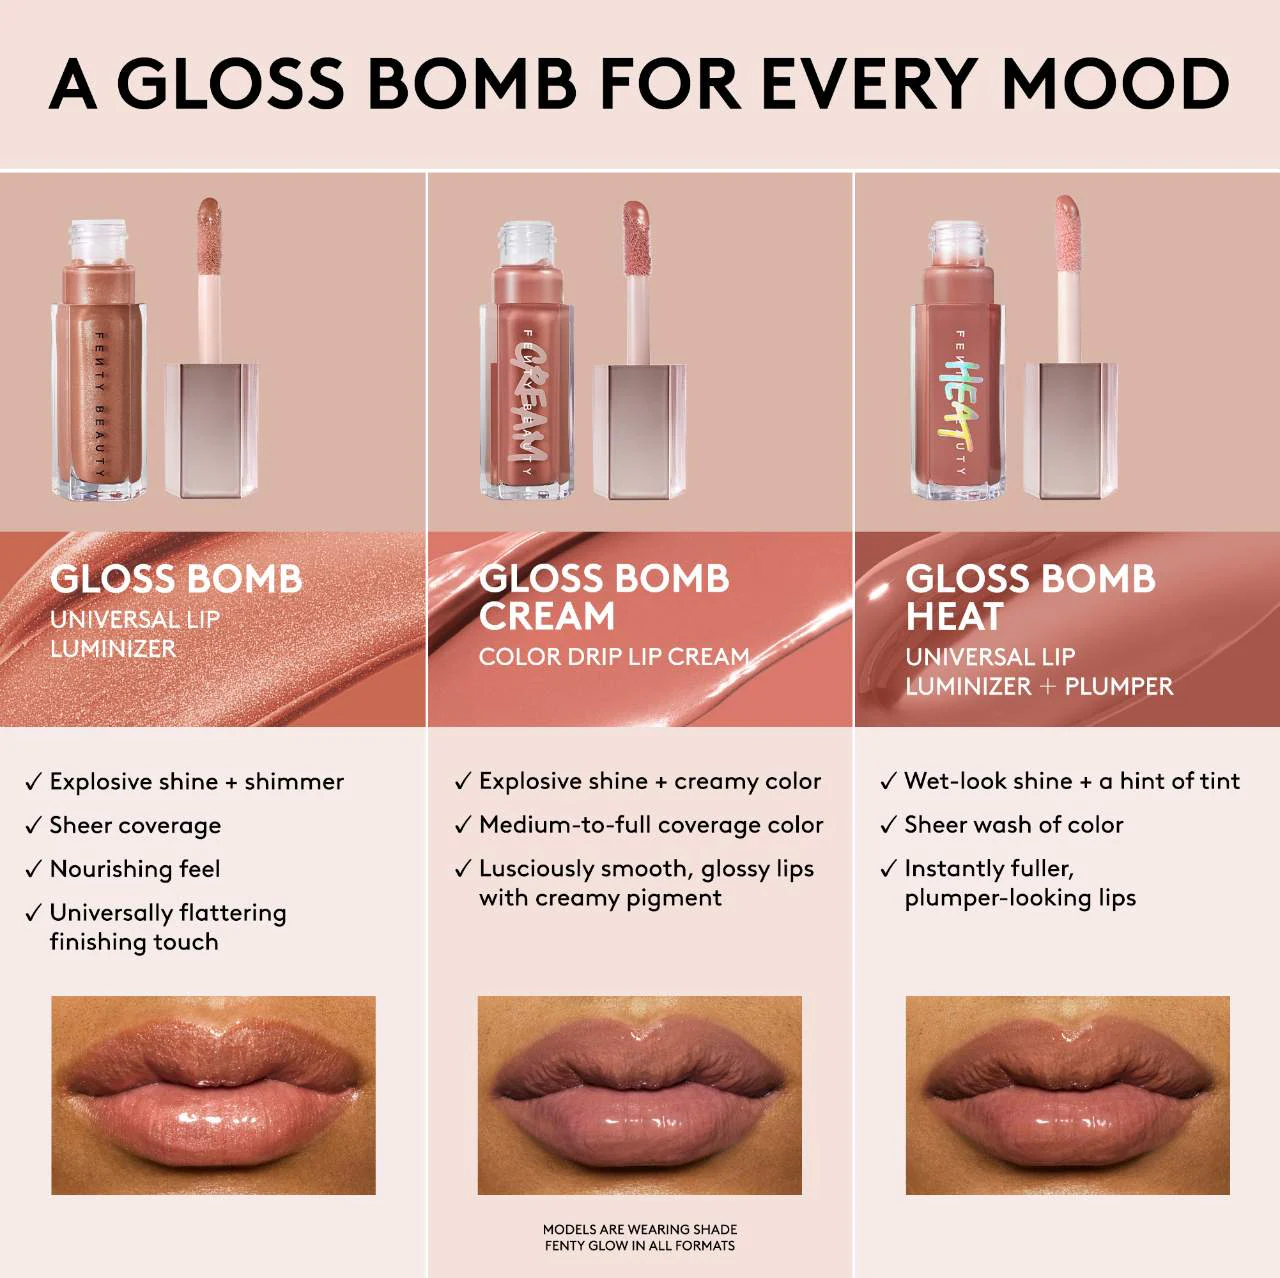 A GLOSS BOMB FOR EVERY MOOD
FENTY BEAUTY
FENTY BEAUTY
CREAM
FENTY BEAUTY
HEAT
GLOSS BOMB
UNIVERSAL LIP
LUMINIZER
GLOSS BOMB
CREAM
COLOR DRIP LIP CREAM
GLOSS BOMB
HEAT
UNIVERSAL LIP
LUMINIZER + PLUMPER
✓ Explosive shine + shimmer
✓ Sheer coverage
✓ Nourishing feel
✓ Universally flattering
finishing touch
✓ Explosive shine + creamy color
✓ Medium-to-full coverage color
✓ Lusciously smooth, glossy lips
with creamy pigment
✓ Wet-look shine + a hint of tint
✓ Sheer wash of color
✓ Instantly fuller,
plumper-looking lips
MODELS ARE WEARING SHADE
FENTY GLOW IN ALL FORMATS